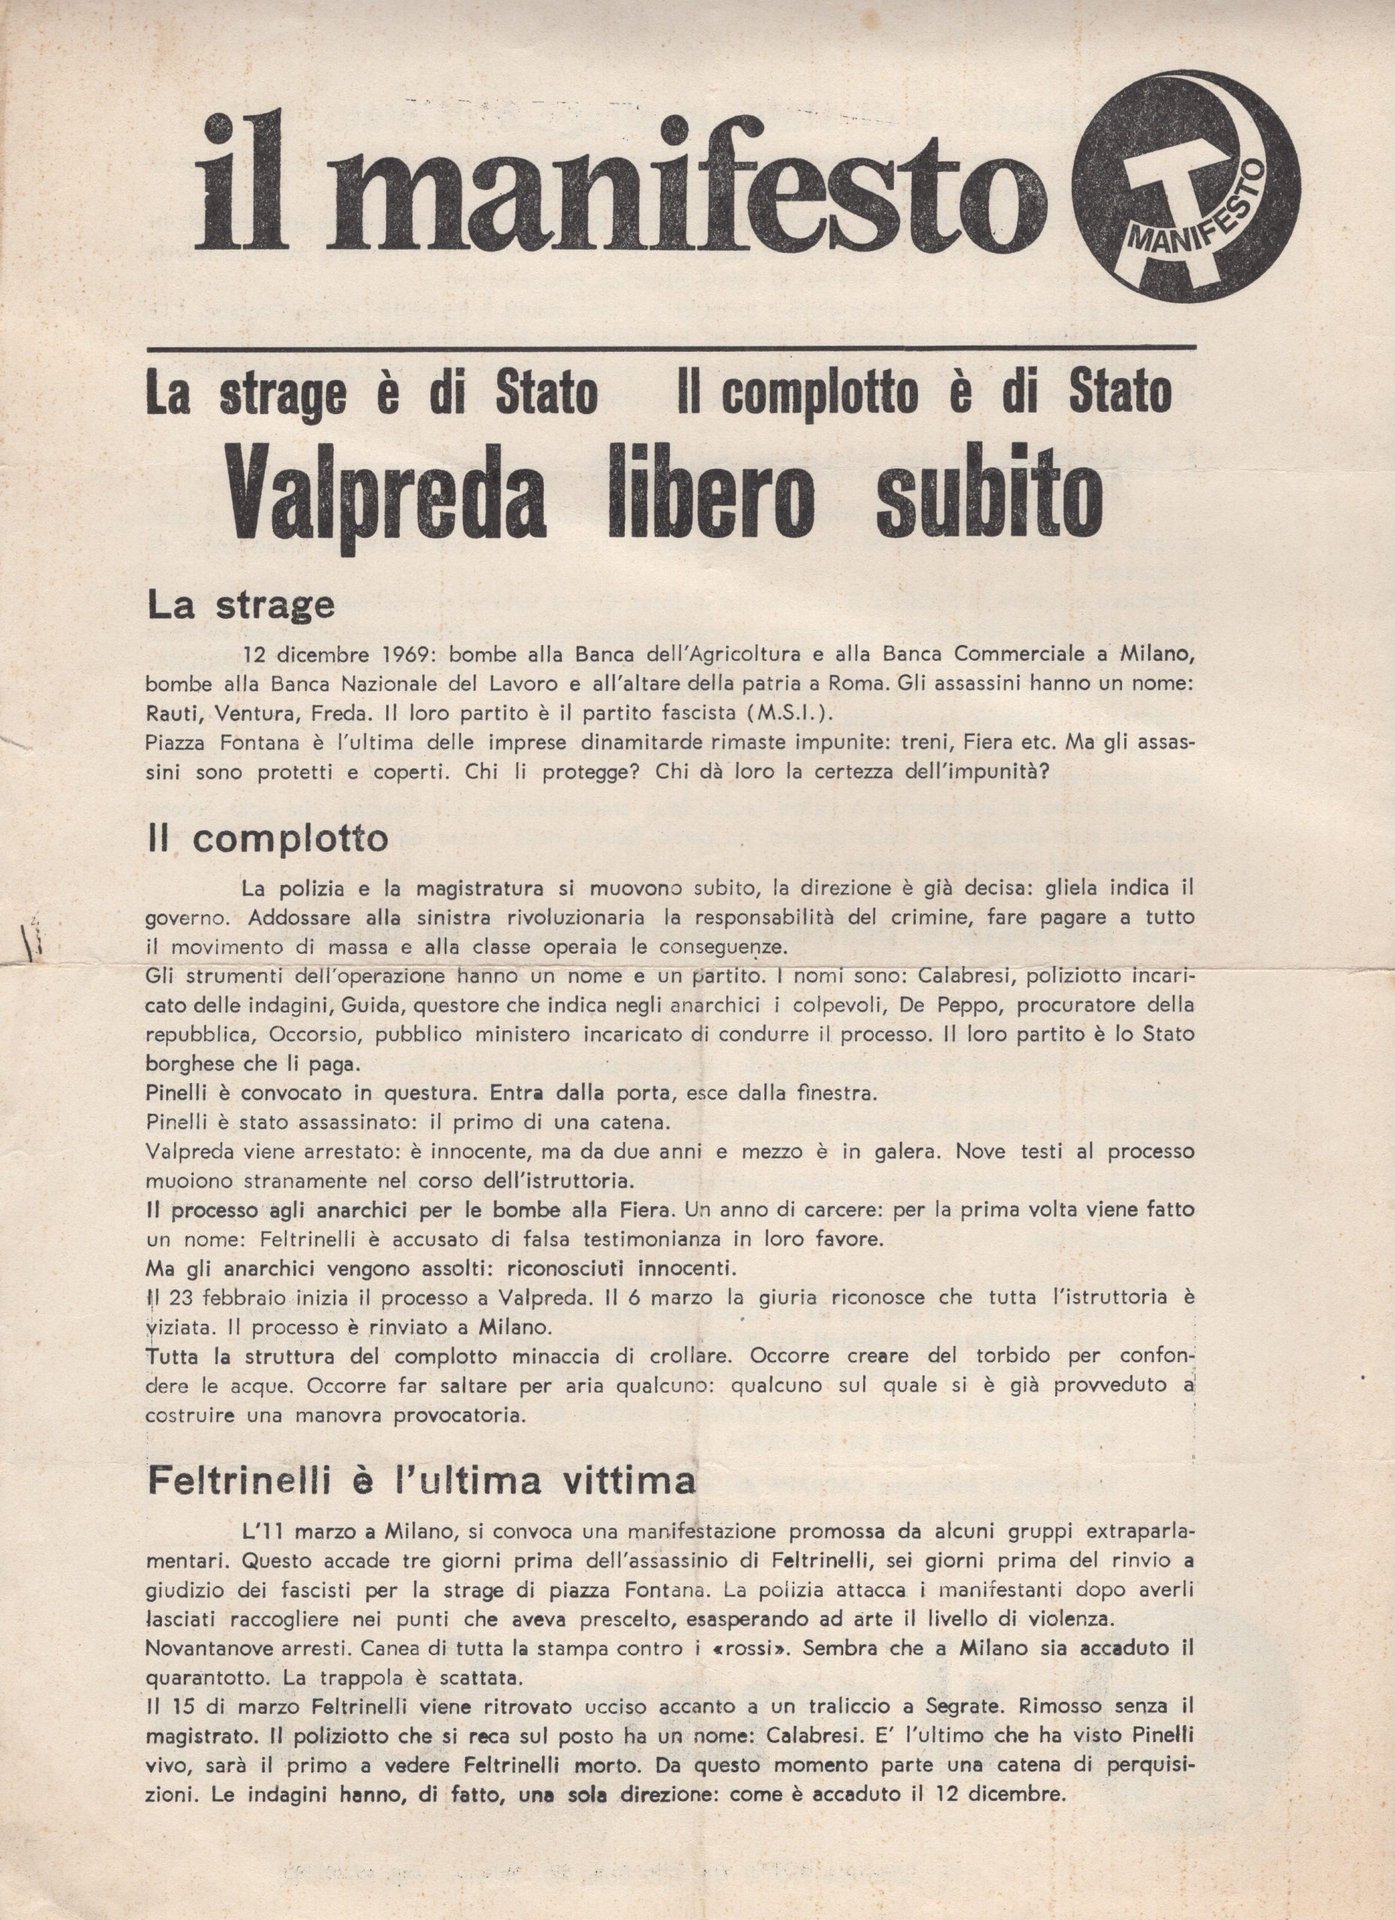 il manifesto
MANIFESTO
La strage è di Stato Il complotto è di Stato
Valpreda libero subito
La strage
12 dicembre 1969: bombe alla Banca dell'Agricoltura e alla Banca Commerciale a Milano,
bombe alla Banca Nazionale del Lavoro e all'altare della patria a Roma. Gli assassini hanno un nome:
Rauti, Ventura, Freda. Il loro partito è il partito fascista (M.S.I.).
Piazza Fontana è l'ultima delle imprese dinamitarde rimaste impunite: treni, Fiera etc. Ma gli assas-
sini sono protetti e coperti. Chi li protegge? Chi dà loro la certezza dell'impunità?
Il complotto
La polizia e la magistratura si muovono subito, la direzione è già decisa: gliela indica il
governo. Addossare alla sinistra rivoluzionaria la responsabilità del crimine, fare pagare a tutto
il movimento di massa e alla classe operaia le conseguenze.
Gli strumenti dell'operazione hanno un nome e un partito. I nomi sono: Calabresi, poliziotto incari-
cato delle indagini, Guida, questore che indica negli anarchici i colpevoli, De Peppo, procuratore della
repubblica, Occorsio, pubblico ministero incaricato di condurre il processo. Il loro partito è lo Stato
borghese che li paga.
Pinelli è convocato in questura. Entra dalla porta, esce dalla finestra.
Pinelli è stato assassinato: il primo di una catena.
Valpreda viene arrestato: è innocente, ma da due anni e mezzo è in galera. Nove testi al processo
muoiono stranamente nel corso dell'istruttoria.
Il processo agli anarchici per le bombe alla Fiera. Un anno di carcere: per la prima volta viene fatto
un nome: Feltrinelli è accusato di falsa testimonianza in loro favore.
Ma gli anarchici vengono assolti: riconosciuti innocenti.
Il 23 febbraio inizia il processo a Valpreda. Il 6 marzo la giuria riconosce che tutta l'istruttoria è
viziata. Il processo è rinviato a Milano.
Tutta la struttura del complotto minaccia di crollare. Occorre creare del torbido per confon-
dere le acque. Occorre far saltare per aria qualcuno: qualcuno sul quale si è già provveduto a
costruire una manovra provocatoria.
Feltrinelli è l'ultima vittima
L'11 marzo a Milano, si convoca una manifestazione promossa da alcuni gruppi extraparla-
mentari. Questo accade tre giorni prima dell'assassinio di Feltrinelli, sei giorni prima del rinvio a
giudizio dei fascisti per la strage di piazza Fontana. La polizia attacca i manifestanti dopo averli
lasciati raccogliere nei punti che aveva prescelto, esasperando ad arte il livello di violenza.
Novantanove arresti. Canea di tutta la stampa contro i «rossi». Sembra che a Milano sia accaduto il
quarantotto. La trappola è scattata.
Il 15 di marzo Feltrinelli viene ritrovato ucciso accanto a un traliccio a Segrate. Rimosso senza il
magistrato. Il poliziotto che si reca sul posto ha un nome: Calabresi. E' l'ultimo che ha visto Pinelli
vivo, sarà il primo a vedere Feltrinelli morto. Da questo momento parte una catena di perquisi-
zioni. Le indagini hanno, di fatto, una sola direzione: come è accaduto il 12 dicembre.